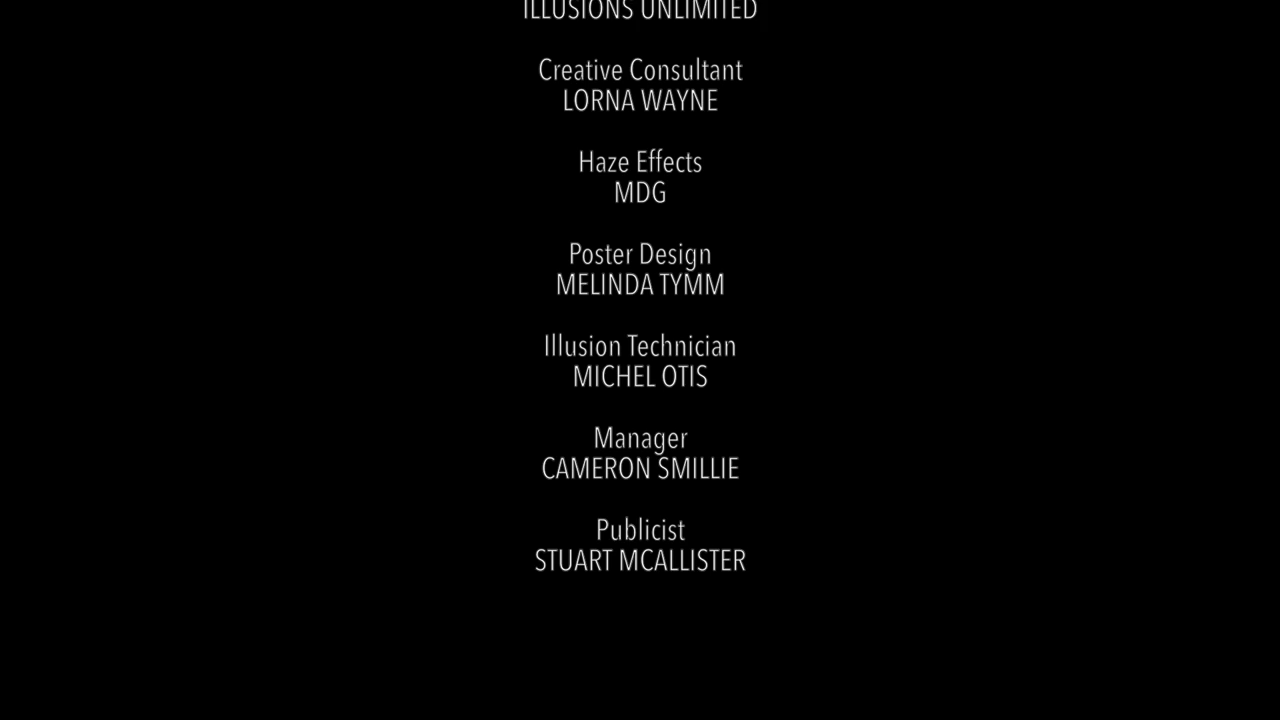 ILLUSIONS UNLIMITED
Creative Consultant
LORNA WAYNE
Haze Effects
MDG
Poster Design
MELINDA TYMM
Illusion Technician
MICHEL OTIS
Manager
CAMERON SMILLIE
Publicist
STUART MCALLISTER